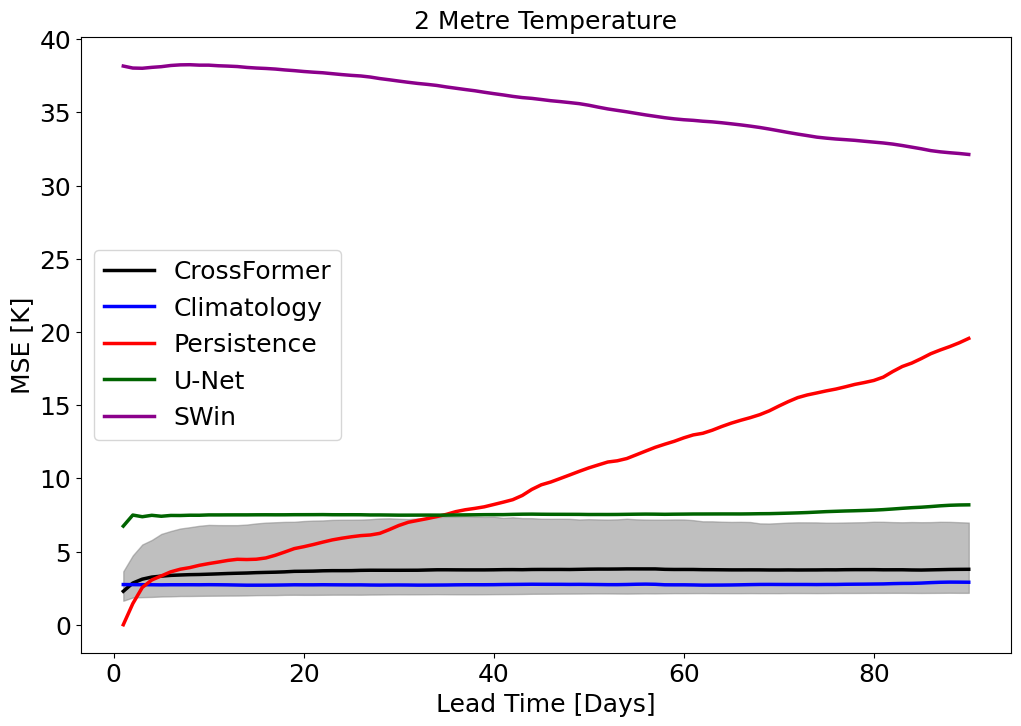 2 Metre Temperature
40
35
30
25
20
15
10
5
0
MSE [K]
CrossFormer
Climatology
Persistence
U-Net
SWin
0 20 40 60 80
Lead Time [Days]